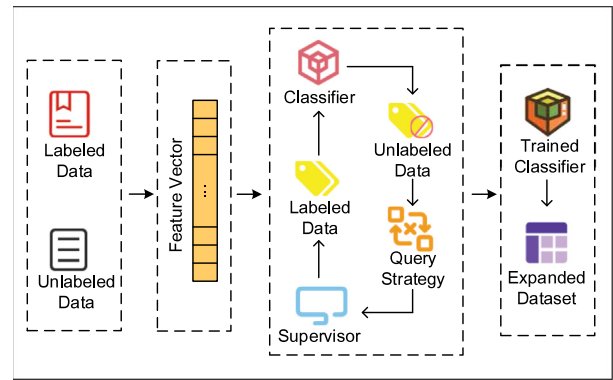 Labeled
Data
Unlabeled
Data
Feature Vector
...
Classifier
Labeled
Data
Supervisor
Unlabeled
Data
Query
Strategy
Trained
Classifier
Expanded
Dataset